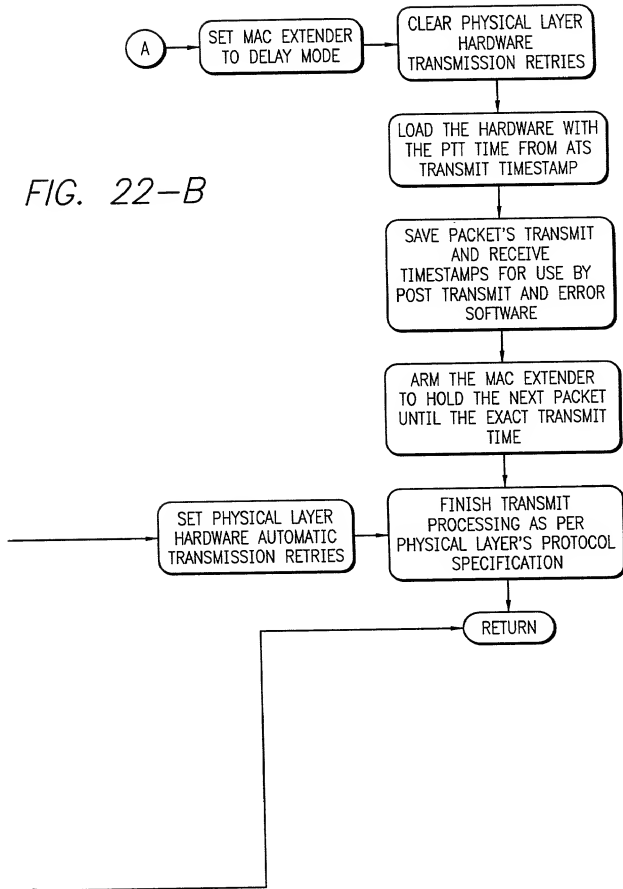 A
SET MAC EXTENDER
TO DELAY MODE
CLEAR PHYSICAL LAYER
HARDWARE
TRANSMISSION RETRIES
LOAD THE HARDWARE WITH
THE PTT TIME FROM ATS
TRANSMIT TIMESTAMP
FIG. 22-B
SAVE PACKET'S TRANSMIT
AND RECEIVE
TIMESTAMPS FOR USE BY
POST TRANSMIT AND ERROR
SOFTWARE
ARM THE MAC EXTENDER
TO HOLD THE NEXT PACKET
UNTIL THE EXACT TRANSMIT
TIME
SET PHYSICAL LAYER
HARDWARE AUTOMATIC
TRANSMISSION RETRIES
FINISH TRANSMIT
PROCESSING AS PER
PHYSICAL LAYER'S PROTOCOL
SPECIFICATION
RETURN